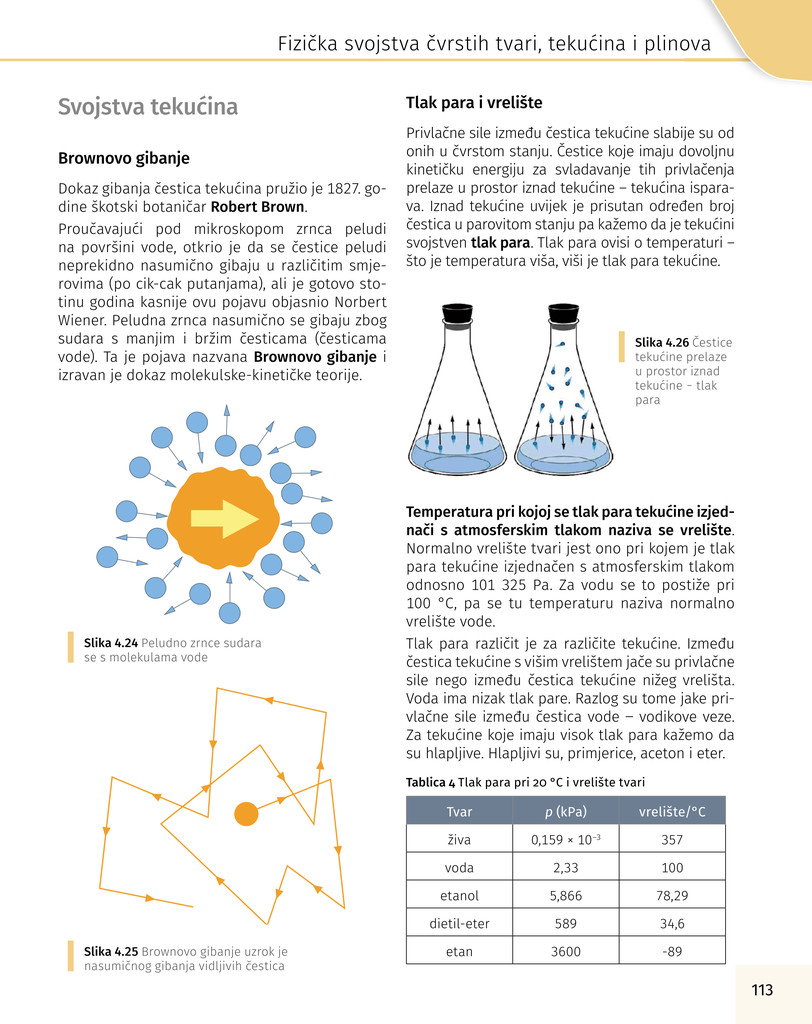 Fizička svojstva čvrstih tvari, tekućina i plinova
Svojstva tekućina
Brownovo gibanje
Dokaz gibanja čestica tekućina pružio je 1827. go-
dine škotski botaničar Robert Brown.
Proučavajući pod mikroskopom zrnca peludi
na površini vode, otkrio je da se čestice peludi
neprekidno nasumično gibaju u različitim smje-
rovima (po cik-cak putanjama), ali je gotovo sto-
tinu godina kasnije ovu pojavu objasnio Norbert
Wiener. Peludna zrnca nasumično se gibaju zbog
sudara s manjim i bržim česticama (česticama
vode). Ta je pojava nazvana Brownovo gibanje i
izravan je dokaz molekulske-kinetičke teorije.
Slika 4.24 Peludno zrnce sudara
se s molekulama vode
Slika 4.25 Brownovo gibanje uzrok je
nasumičnog gibanja vidljivih čestica
Tlak para i vrelište
Privlačne sile između čestica tekućine slabije su od
onih u čvrstom stanju. Čestice koje imaju dovoljnu
kinetičku energiju za svladavanje tih privlačenja
prelaze u prostor iznad tekućine – tekućina ispara-
va. Iznad tekućine uvijek je prisutan određen broj
čestica u parovitom stanju pa kažemo da je tekućini
svojstven tlak para. Tlak para ovisi o temperaturi –
što je temperatura viša, viši je tlak para tekućine.
Slika 4.26 Čestice
tekućine prelaze
u prostor iznad
tekućine – tlak
para
Temperatura pri kojoj se tlak para tekućine izjed-
nači s atmosferskim tlakom naziva se vrelište.
Normalno vrelište tvari jest ono pri kojem je tlak
para tekućine izjednačen s atmosferskim tlakom
odnosno 101 325 Pa. Za vodu se to postiže pri
100 °C, pa se tu temperaturu naziva normalno
vrelište vode.
Tlak para različit je za različite tekućine. Između
čestica tekućine s višim vrelištem jače su privlačne
sile nego između čestica tekućine nižeg vrelišta.
Voda ima nizak tlak pare. Razlog su tome jake pri-
vlačne sile između čestica vode – vodikove veze.
Za tekućine koje imaju visok tlak para kažemo da
su hlapljive. Hlapljivi su, primjerice, aceton i eter.
Tablica 4 Tlak para pri 20 °C i vrelište tvari
Tvar p (kPa) vrelište/°C
živa 0,159 × 10⁻³ 357
voda 2,33 100
etanol 5,866 78,29
dietil-eter 589 34,6
etan 3600 -89
113